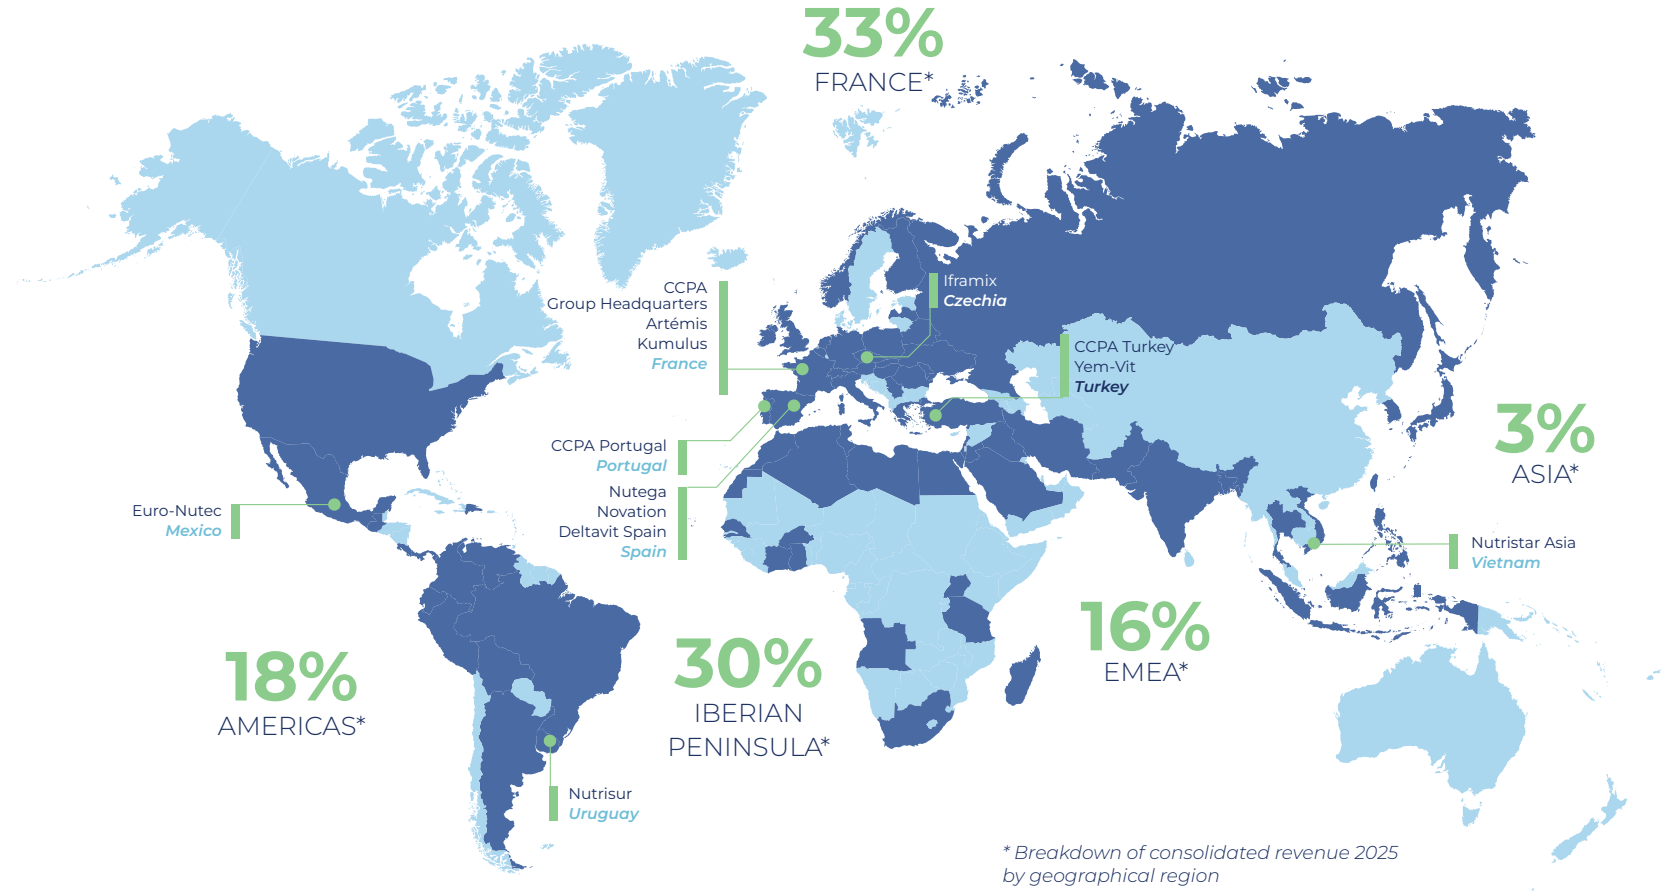 33%
FRANCE*
CCPA
Group Headquarters
Artémis
Kumulus
France
Iframix
Czechia
CCPA Turkey
Yem-Vit
Turkey
CCPA Portugal
Portugal
Nutega
Novation
Deltavit Spain
Spain
Euro-Nutec
Mexico
3%
ASIA*
Nutristar Asia
Vietnam
18%
AMERICAS*
30%
IBERIAN
PENINSULA*
16%
EMEA*
Nutrisur
Uruguay
* Breakdown of consolidated revenue 2025
by geographical region